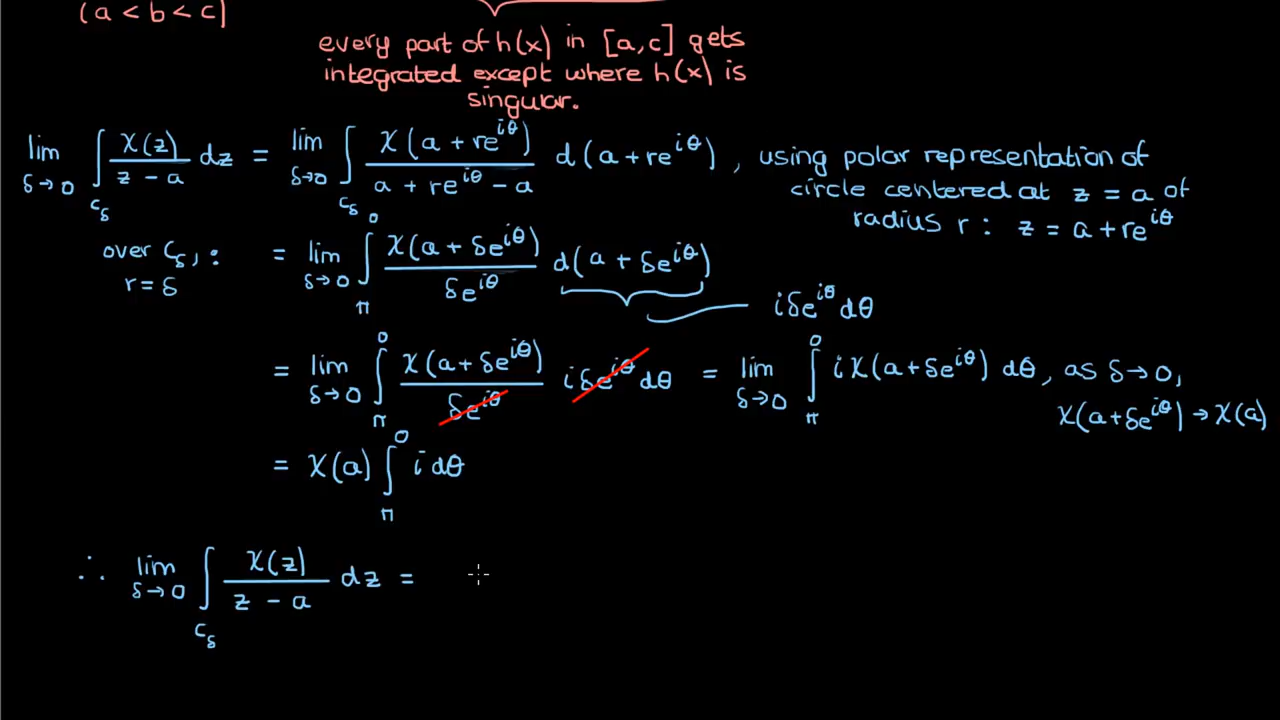 (a < b < c)
every part of h(x) in [a,c] gets
integrated except where h(x) is
singular.
lim δ→0 ∫_{C_δ} χ(z)/(z - a) dz = lim δ→0 ∫_{C_δ} χ(a + re^{iθ})/(a + re^{iθ} - a) d(a + re^{iθ}), using polar representation of
circle centered at z = a of
radius r: z = a + re^{iθ}
over C_δ,: = lim δ→0 ∫_π^0 χ(a + δe^{iθ})/(δe^{iθ}) d(a + δe^{iθ})
r = δ
iδe^{iθ} dθ
= lim δ→0 ∫_π^0 χ(a + δe^{iθ})/(δe^{iθ}) iδe^{iθ} dθ = lim δ→0 ∫_π^0 iχ(a + δe^{iθ}) dθ, as δ→0,
χ(a + δe^{iθ}) → χ(a)
= χ(a) ∫_π^0 i dθ
∴ lim δ→0 ∫_{C_δ} χ(z)/(z - a) dz =